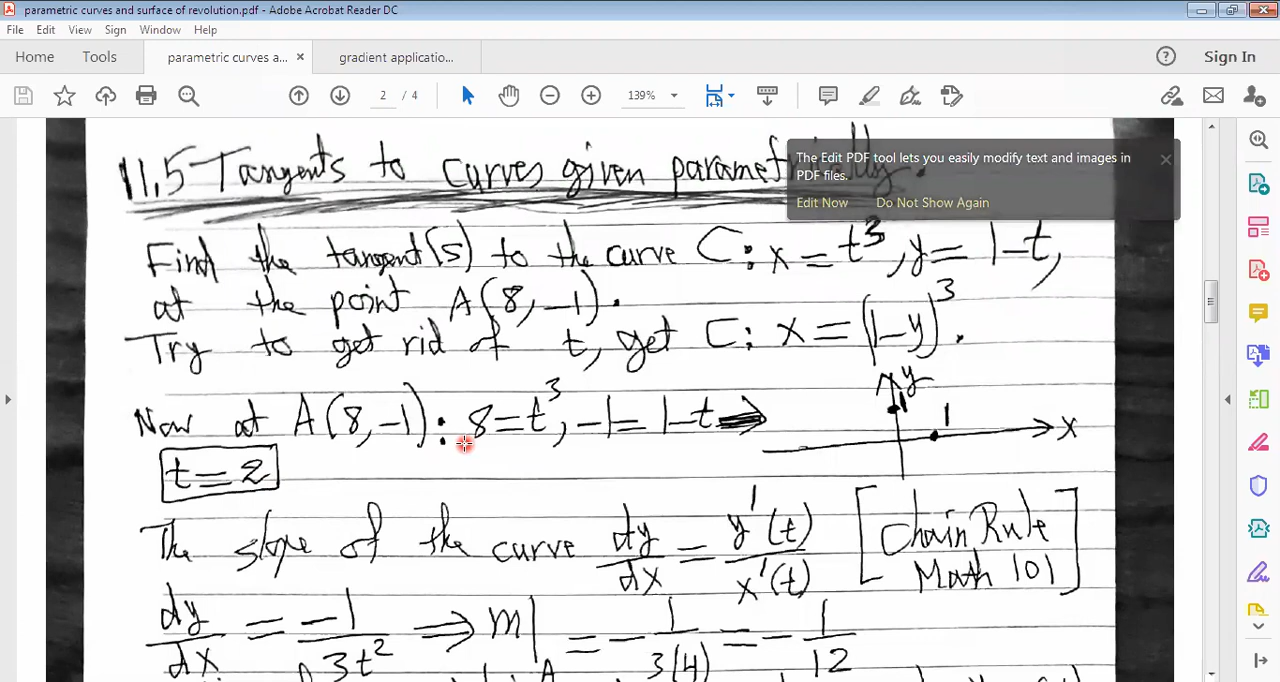 parametric curves and surface of revolution.pdf - Adobe Acrobat Reader DC
File Edit View Sign Window Help
Home Tools parametric curves a... × gradient applicatio... Sign In
2 / 4 139%
11.5 Tangents to curves given parametrically.
The Edit PDF tool lets you easily modify text and images in
PDF files.
Edit Now Do Not Show Again
Find the tangent(s) to the curve C: x = t³, y = 1-t,
at the point A(8, -1).
Try to get rid of t, get C: x = (1-y)³.
Now at A(8, -1): 8 = t³, -1 = 1-t ⇒
y
1
1
x
t = 2
The slope of the curve dy/dx = y'(t)/x'(t) [Chain Rule
Math 101]
dy/dx = -1/3t² ⇒ m|A = -1/3(4) = -1/12